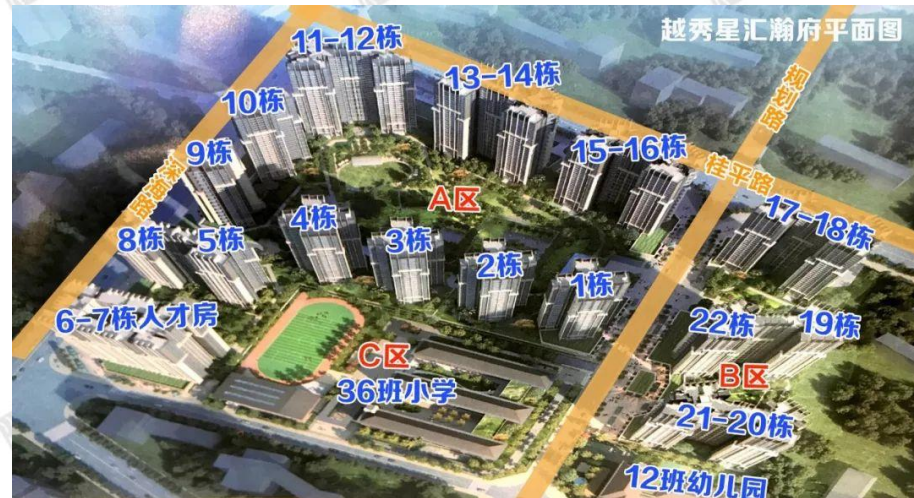 越秀星汇瀚府平面图
11-12栋
13-14栋
规划路
10栋
15-16栋
9栋
桂平路
深海路
A区
17-18栋
8栋
5栋
4栋
3栋
2栋
1栋
6-7栋人才房
22栋
19栋
C区
B区
36班小学
21-20栋
12班幼儿园